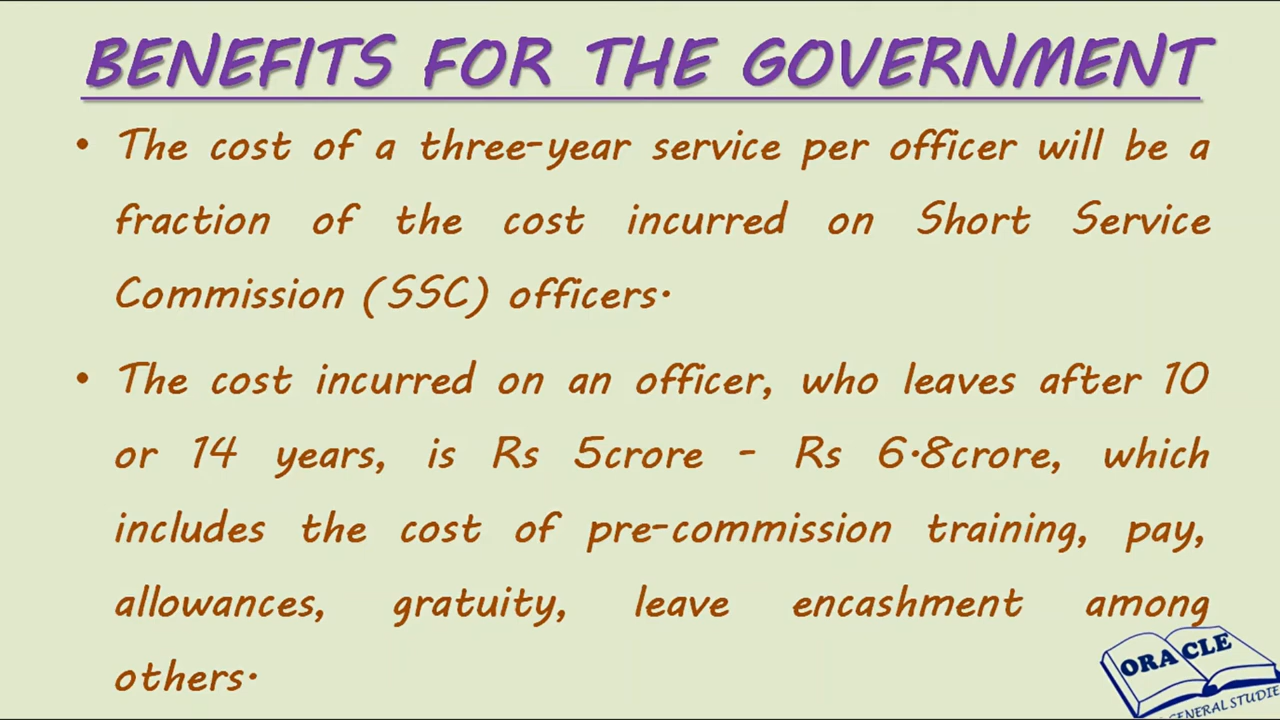 BENEFITS FOR THE GOVERNMENT
• The cost of a three-year service per officer will be a
fraction of the cost incurred on Short Service
Commission (SSC) officers.
• The cost incurred on an officer, who leaves after 10
or 14 years, is Rs 5crore - Rs 6.8crore, which
includes the cost of pre-commission training, pay,
allowances, gratuity, leave encashment among
others.
ORACLE
GENERAL STUDIE